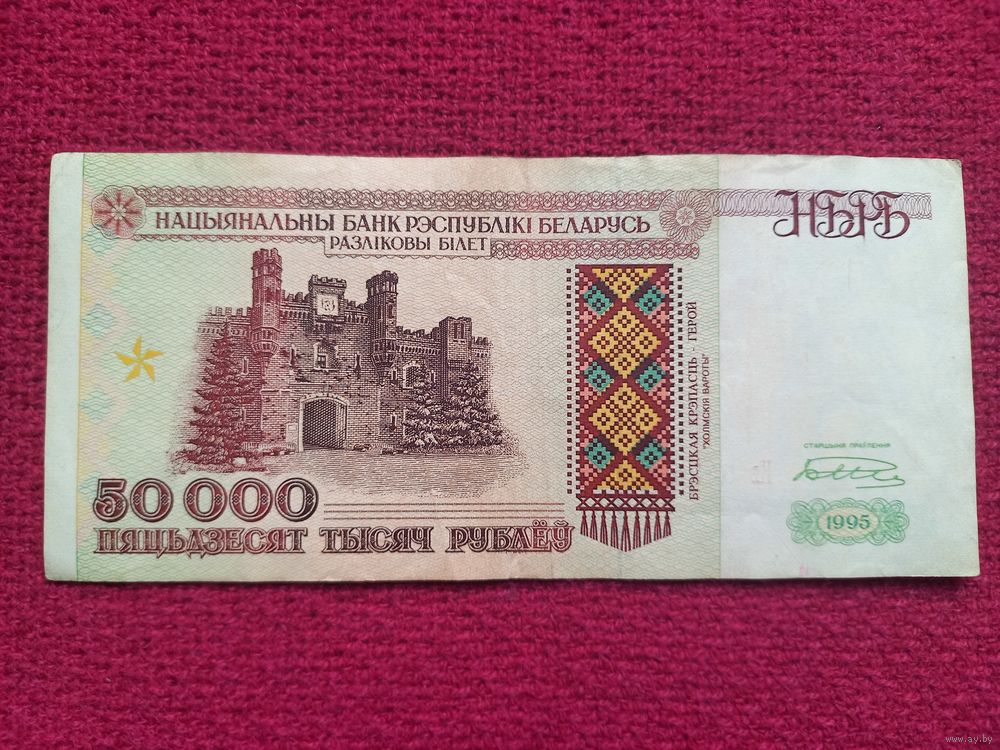 НАЦЫЯНАЛЬНЫ БАНК РЭСПУБЛІКІ БЕЛАРУСЬ
РАЗЛІКОВЫ БІЛЕТ
НБРБ
БРЭСЦКАЯ КРЭПАСЦЬ - ГЕРОЙ
"ХОЛМСКІЯ ВАРОТЫ"
СТАРШЫНЯ ПРАЎЛЕННЯ
1995
50 000
ПЯЦЬДЗЕСЯТ ТЫСЯЧ РУБЛЁЎ
www.ay.by